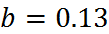 b = 0.13